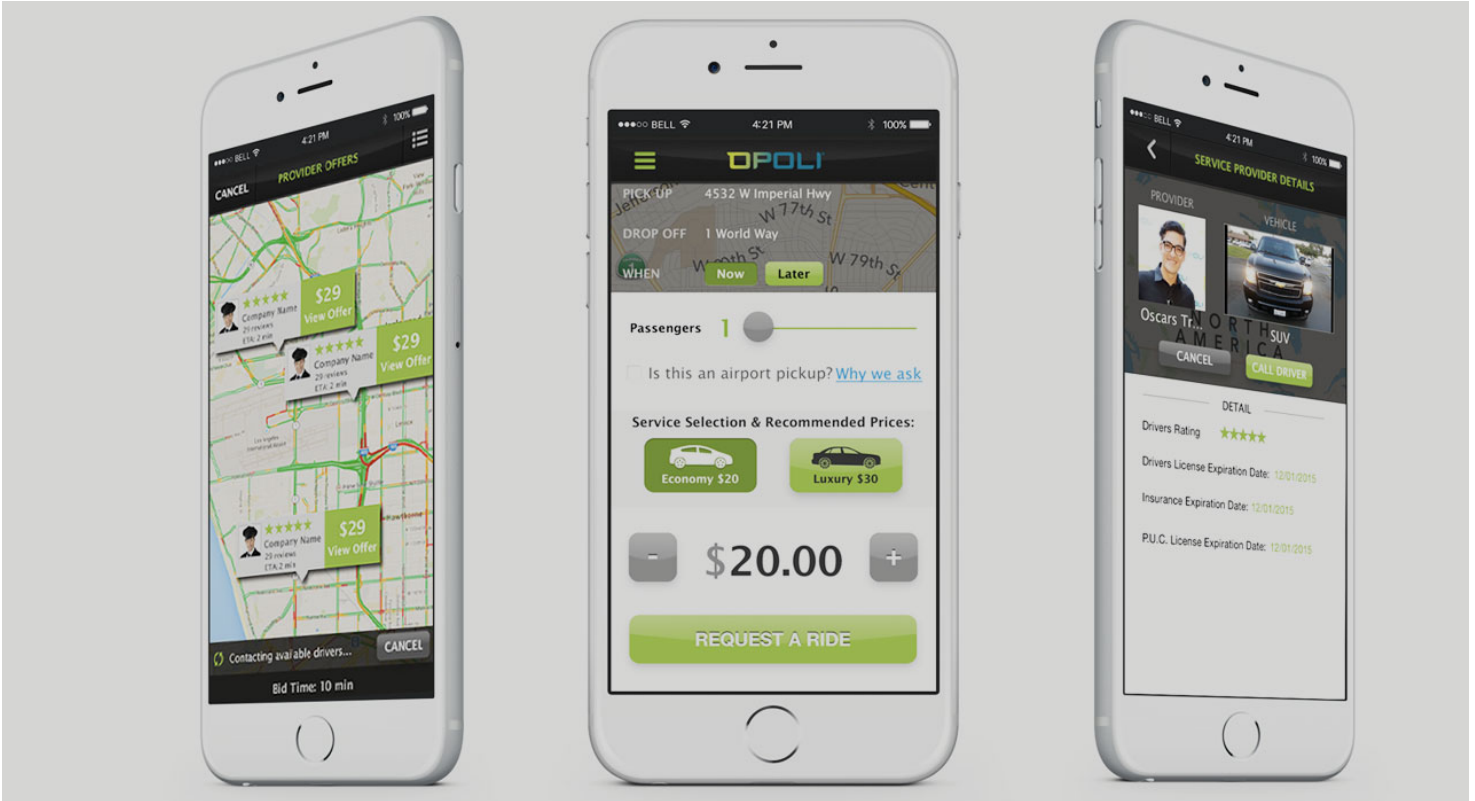 BELL
4:21 PM
100%
CANCEL
PROVIDER OFFERS
$29
View Offer
Company Name
29 reviews
ETA: 2 min
$29
View Offer
Company Name
29 reviews
ETA: 2 min
$29
View Offer
Company Name
29 reviews
ETA: 2 min
Contacting available drivers...
CANCEL
Bid Time: 10 min
BELL
4:21 PM
100%
OPOLI
PICK-UP 4532 W Imperial Hwy
W 77th St
DROP OFF 1 World Way
W 79th St
WHEN Now Later
Passengers 1
Is this an airport pickup? Why we ask
Service Selection & Recommended Prices:
Economy $20
Luxury $30
-
$20.00
+
REQUEST A RIDE
BELL
4:21 PM
100%
SERVICE PROVIDER DETAILS
PROVIDER
VEHICLE
Oscars Tr...
SUV
NORTH
AMERICA
CANCEL
CALL DRIVER
DETAIL
Drivers Rating
Drivers License Expiration Date: 12/01/2015
Insurance Expiration Date: 12/01/2015
P.U.C. License Expiration Date: 12/01/2015